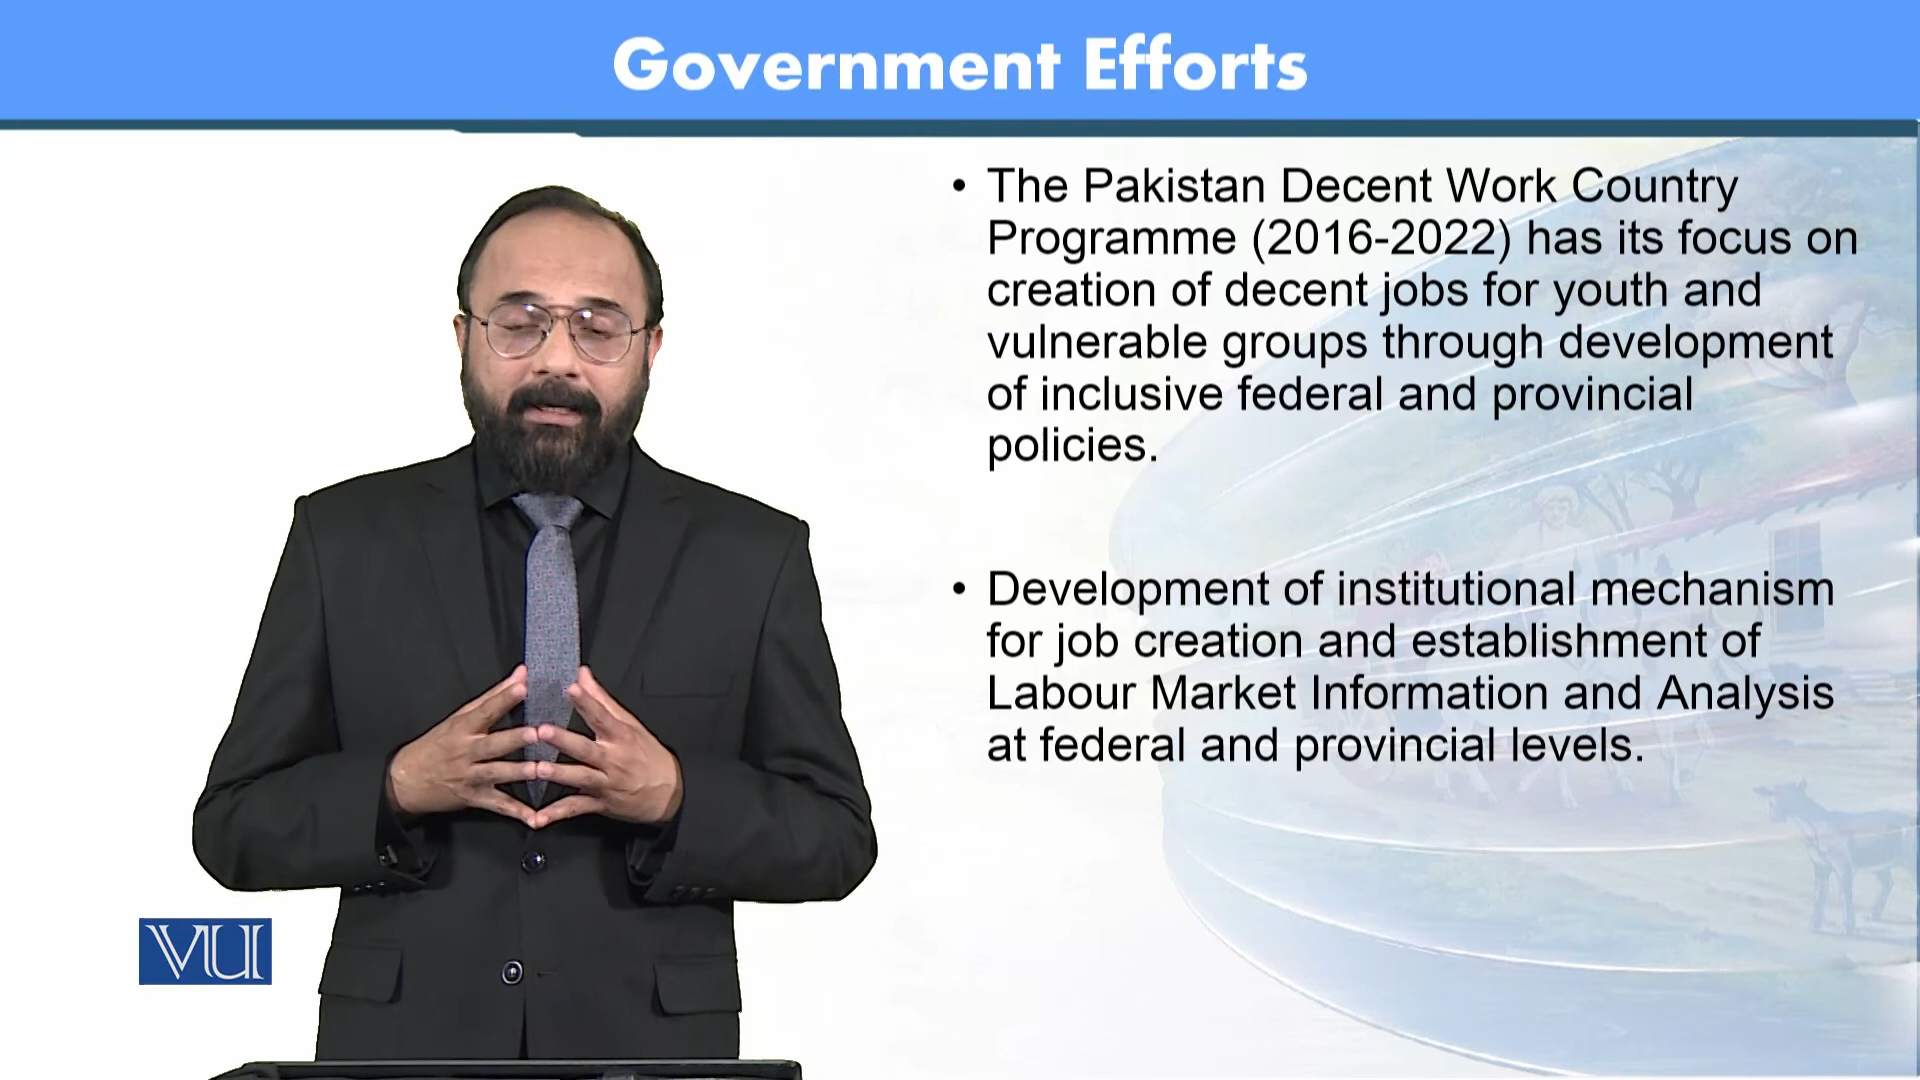 Government Efforts
• The Pakistan Decent Work Country
Programme (2016-2022) has its focus on
creation of decent jobs for youth and
vulnerable groups through development
of inclusive federal and provincial
policies.
• Development of institutional mechanism
for job creation and establishment of
Labour Market Information and Analysis
at federal and provincial levels.
VU